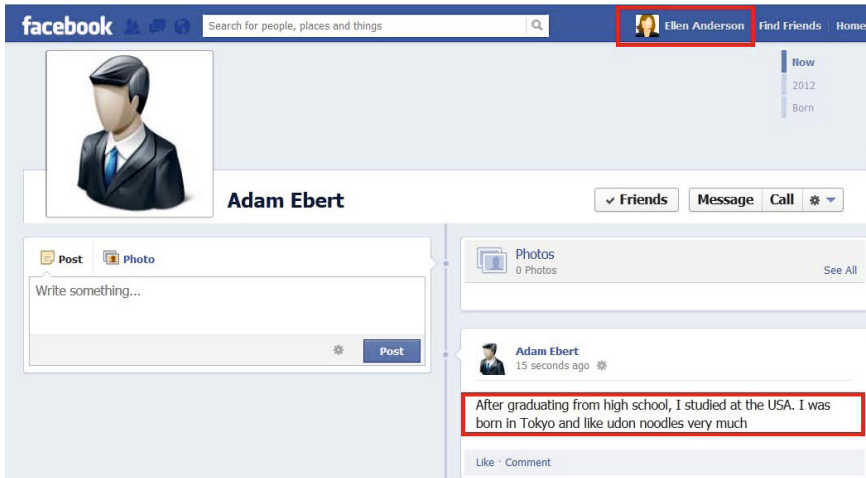 facebook Search for people, places and things Ellen Anderson Find Friends Home
Now
2012
Born
Adam Ebert Friends Message Call
Post Photo
Write something...
Post
Photos
0 Photos See All
Adam Ebert
15 seconds ago
After graduating from high school, I studied at the USA. I was
born in Tokyo and like udon noodles very much
Like · Comment